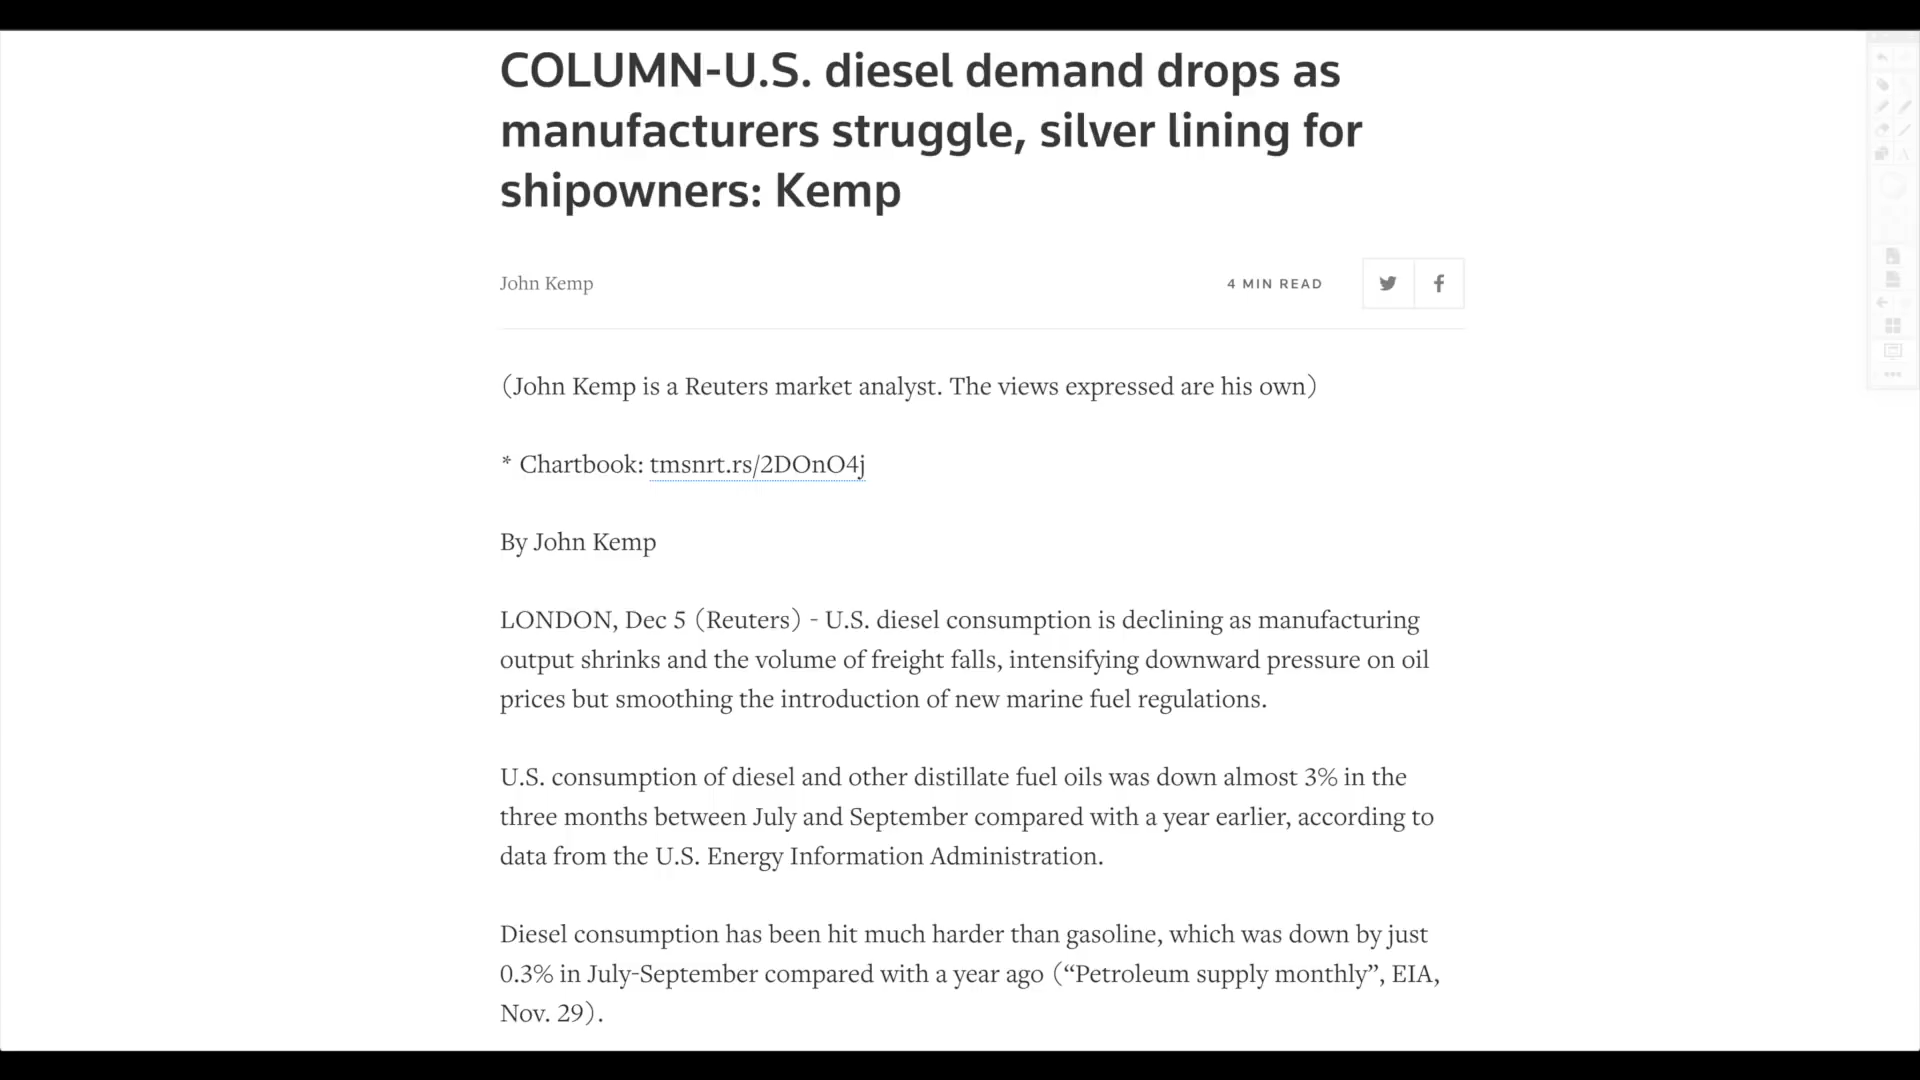 COLUMN-U.S. diesel demand drops as
manufacturers struggle, silver lining for
shipowners: Kemp
John Kemp
4 MIN READ
(John Kemp is a Reuters market analyst. The views expressed are his own)
* Chartbook: tmsnrt.rs/2DOnO4j
By John Kemp
LONDON, Dec 5 (Reuters) - U.S. diesel consumption is declining as manufacturing
output shrinks and the volume of freight falls, intensifying downward pressure on oil
prices but smoothing the introduction of new marine fuel regulations.
U.S. consumption of diesel and other distillate fuel oils was down almost 3% in the
three months between July and September compared with a year earlier, according to
data from the U.S. Energy Information Administration.
Diesel consumption has been hit much harder than gasoline, which was down by just
0.3% in July-September compared with a year ago (“Petroleum supply monthly”, EIA,
Nov. 29).